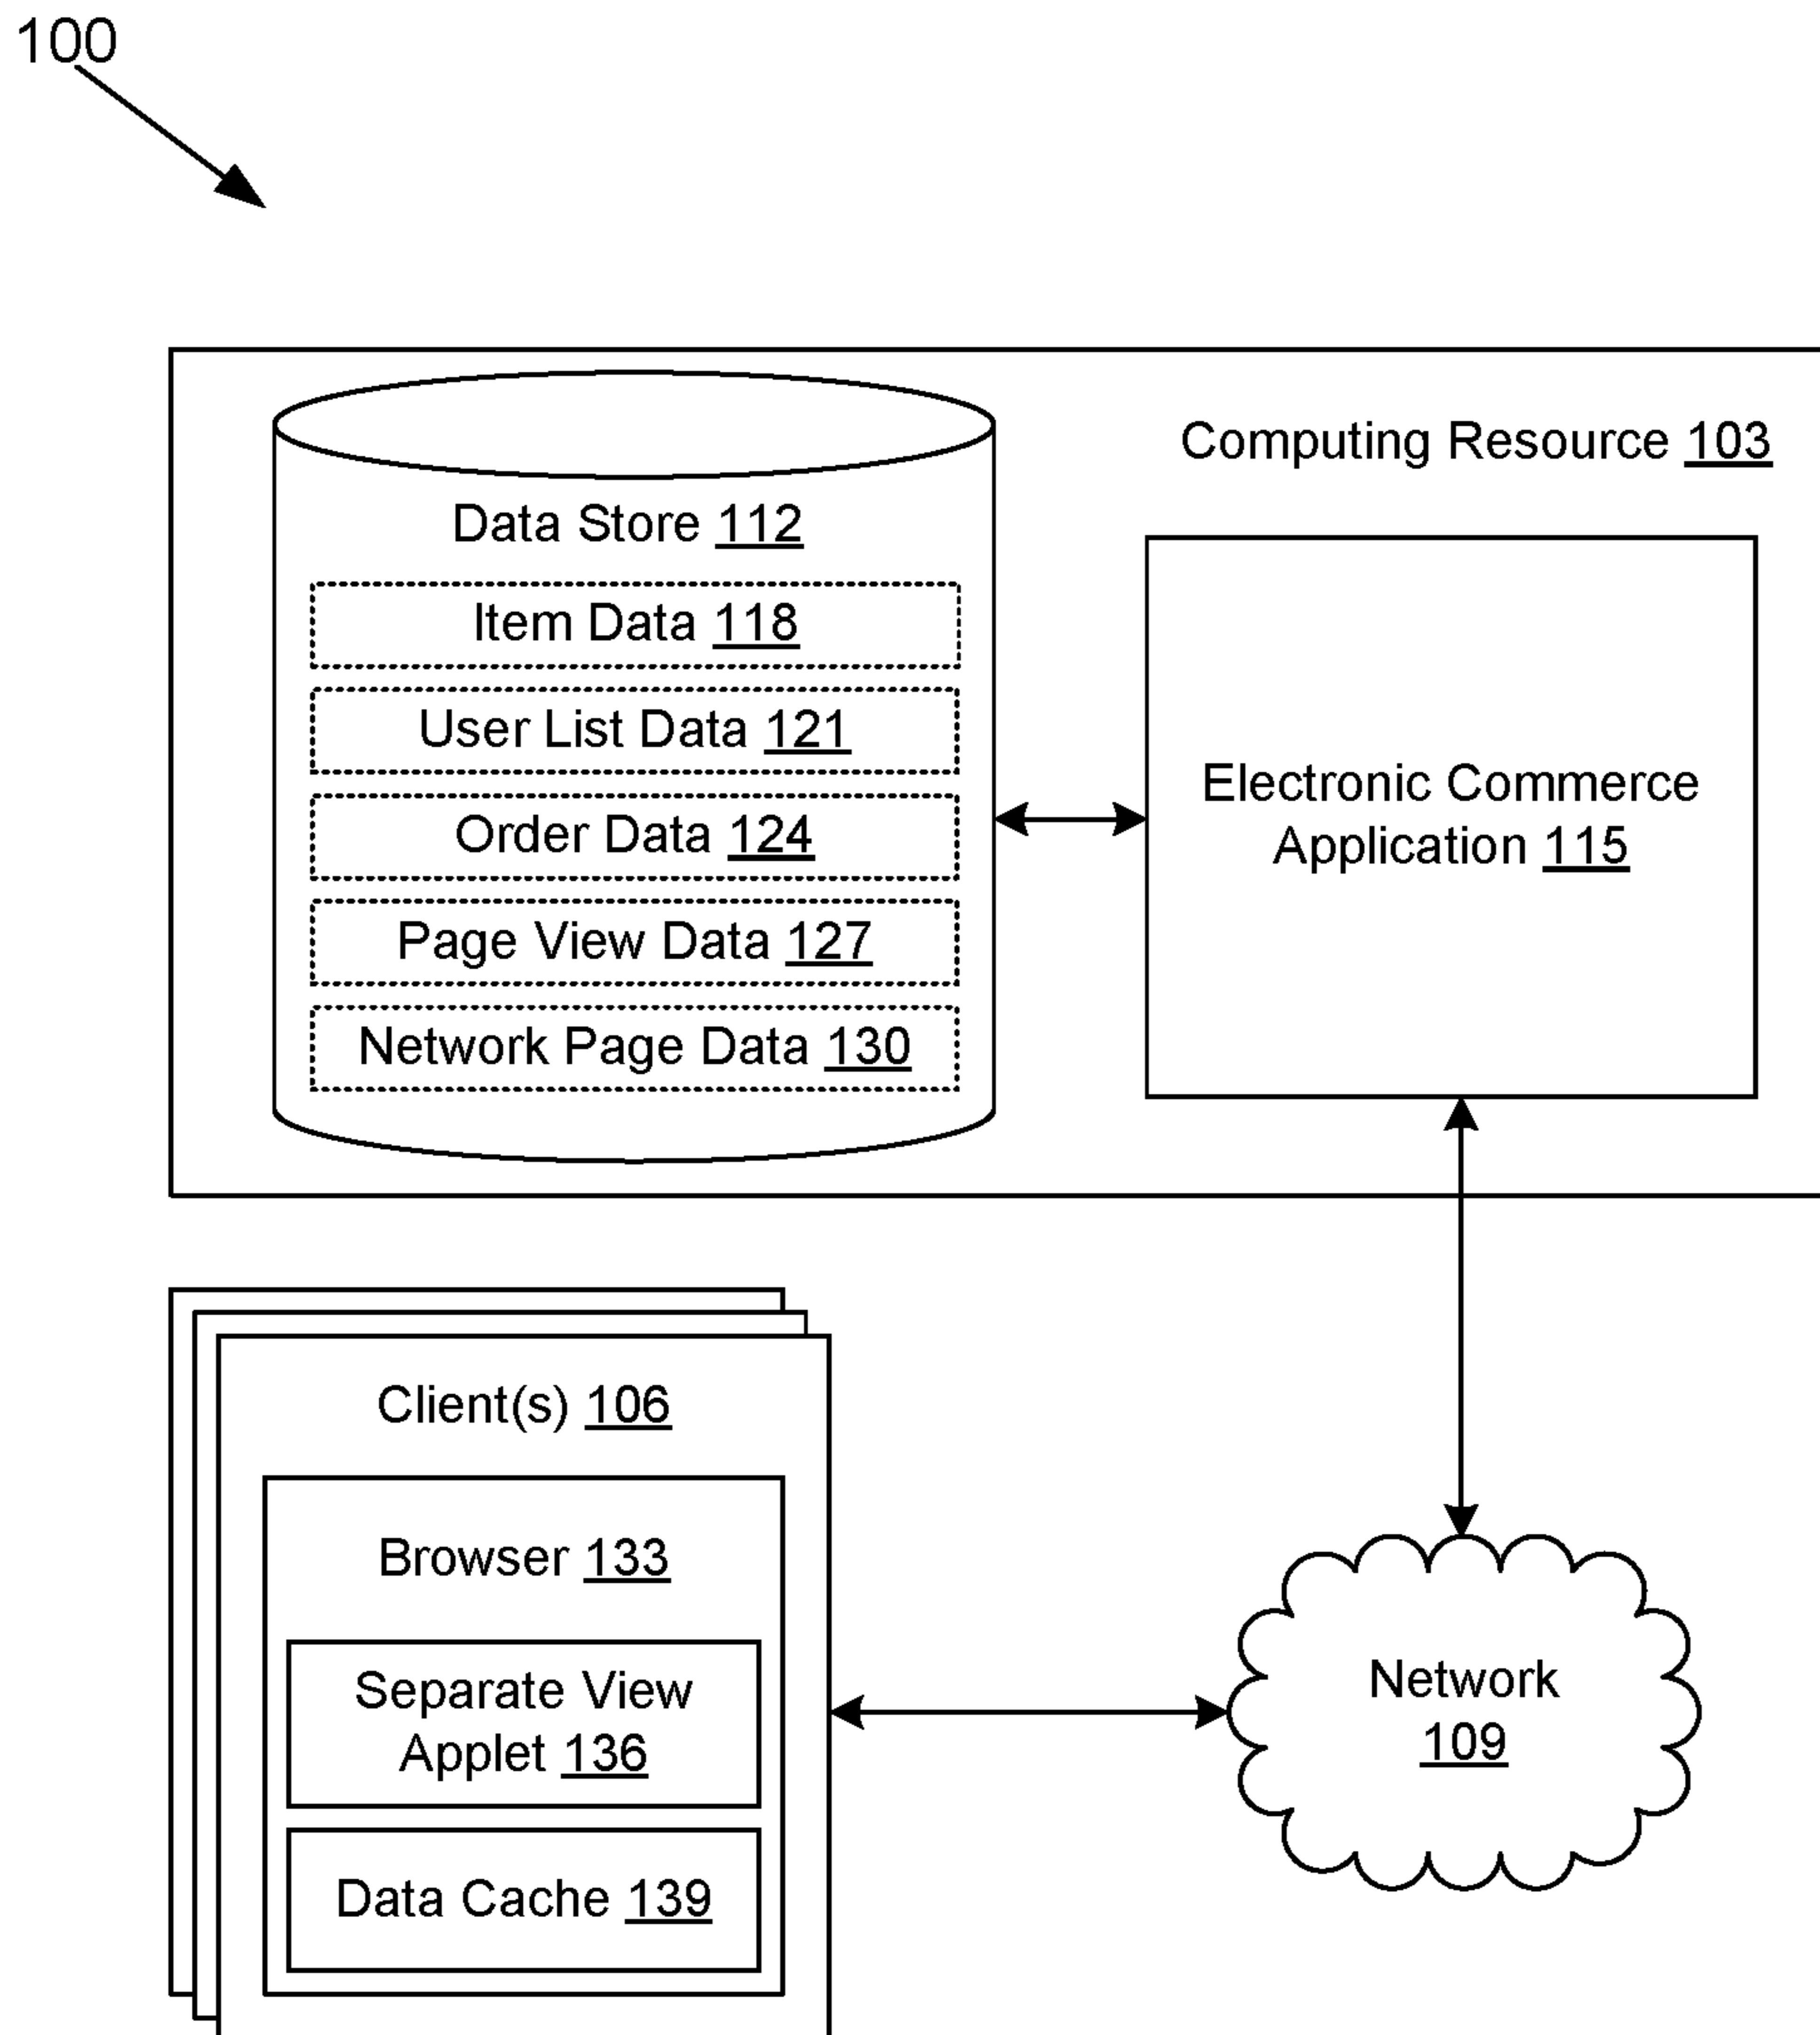 100
Computing Resource 103
Data Store 112
Item Data 118
User List Data 121
Order Data 124
Page View Data 127
Network Page Data 130
Electronic Commerce
Application 115
Client(s) 106
Browser 133
Separate View
Applet 136
Data Cache 139
Network
109